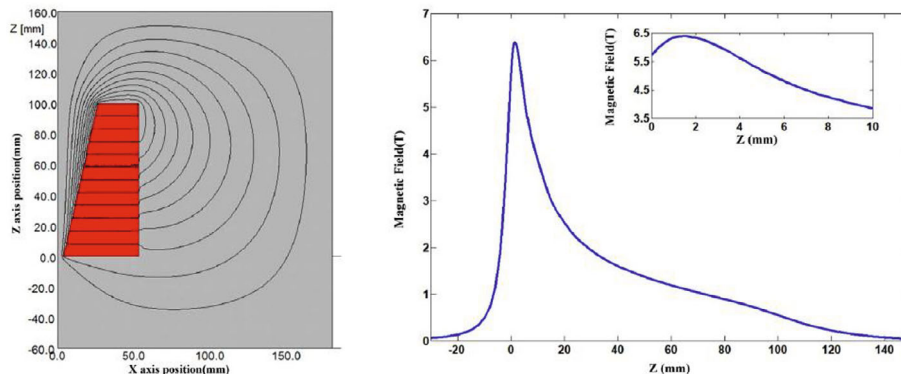 160.0
Z [mm]
140.0
120.0
100.0
80.0
60.0
40.0
20.0
0.0
-20.0
-40.0
-60.0
0.0 50.0 100.0 150.0
Z axis position(mm)
X axis position(mm)
7
6
5
4
3
2
1
0
-20 0 20 40 60 80 100 120 140
Magnetic Field(T)
Z (mm)
6.5
5.5
4.5
3.5
0 2 4 6 8 10
Magnetic Field(T)
Z (mm)